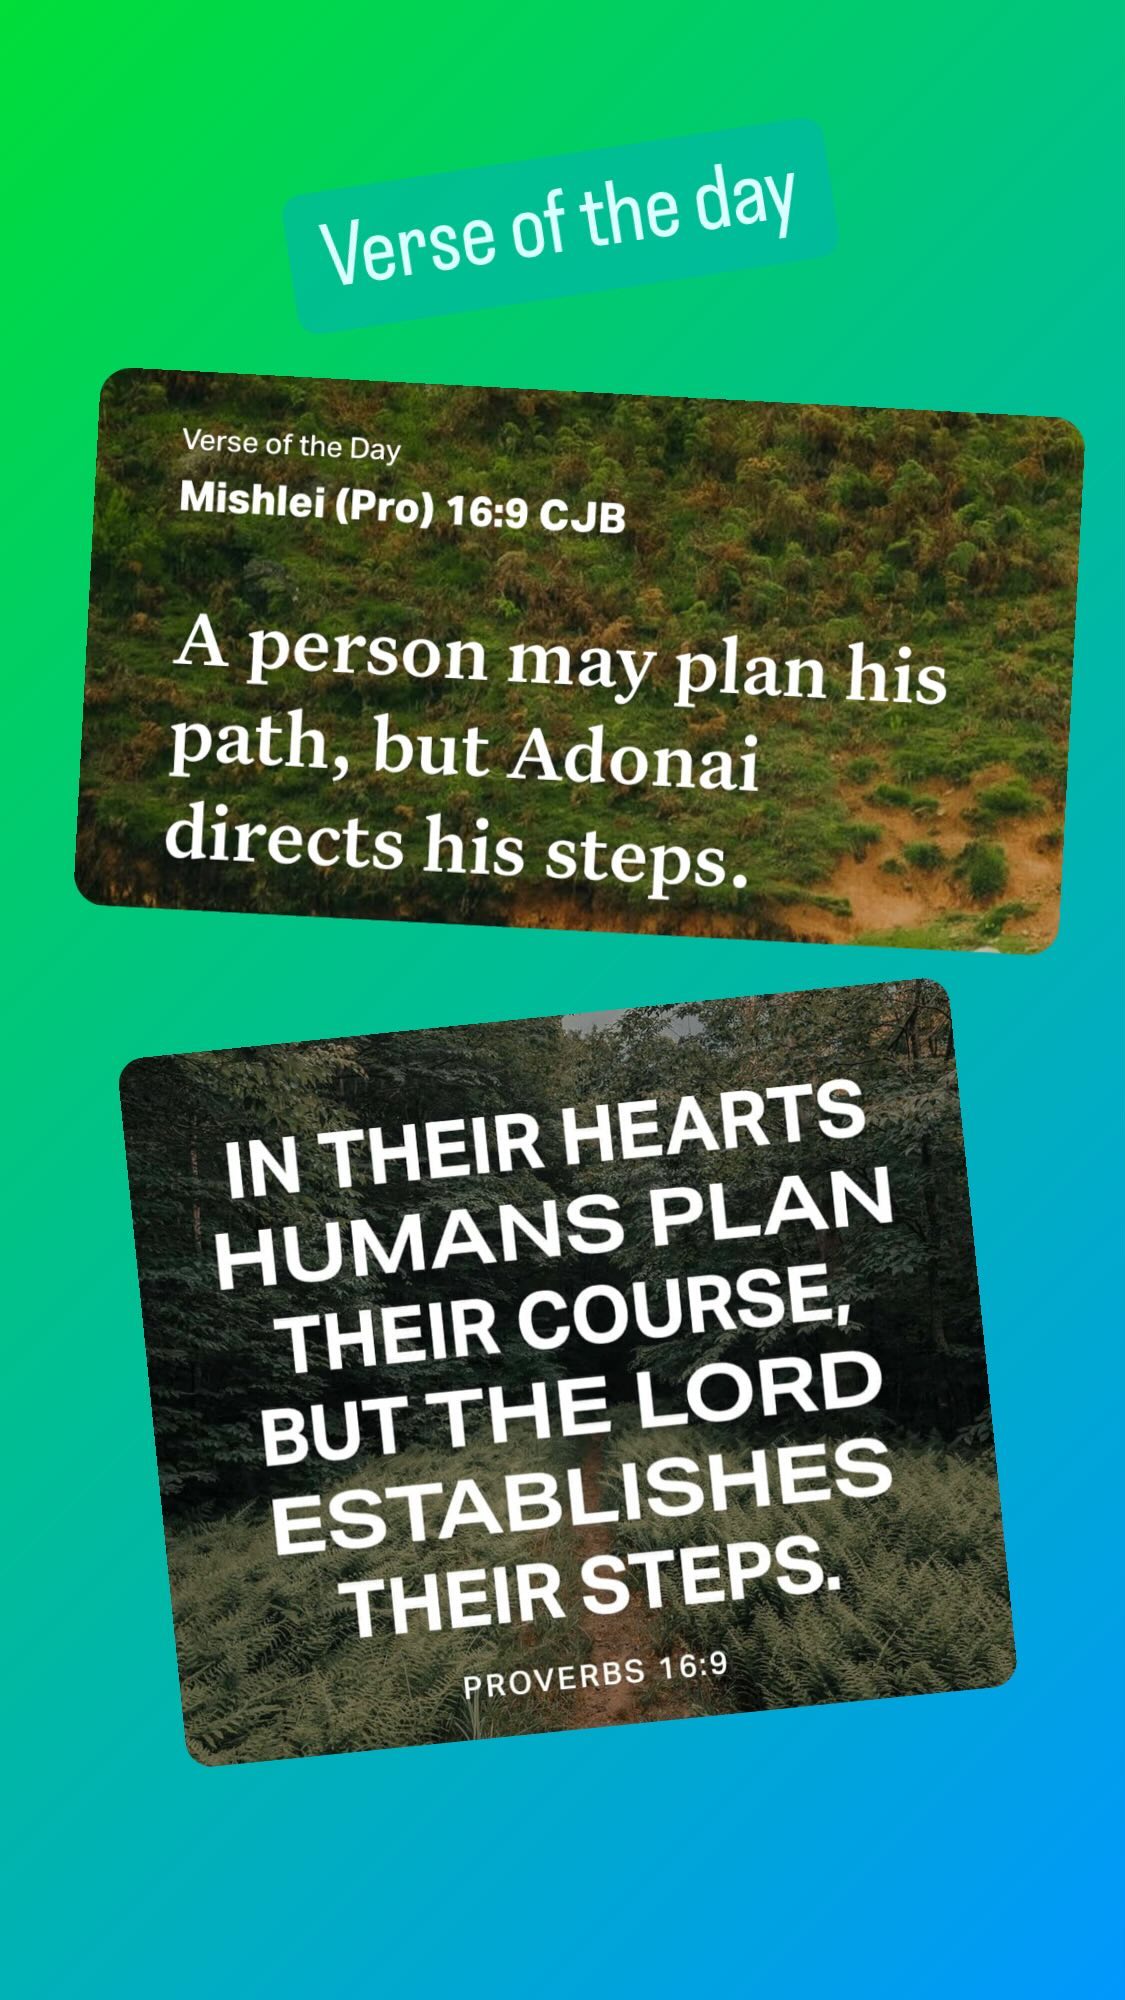 Verse of the day
Verse of the Day
Mishlei (Pro) 16:9 CJB
A person may plan his
path, but Adonai
directs his steps.
IN THEIR HEARTS
HUMANS PLAN
THEIR COURSE,
BUT THE LORD
ESTABLISHES
THEIR STEPS.
PROVERBS 16:9